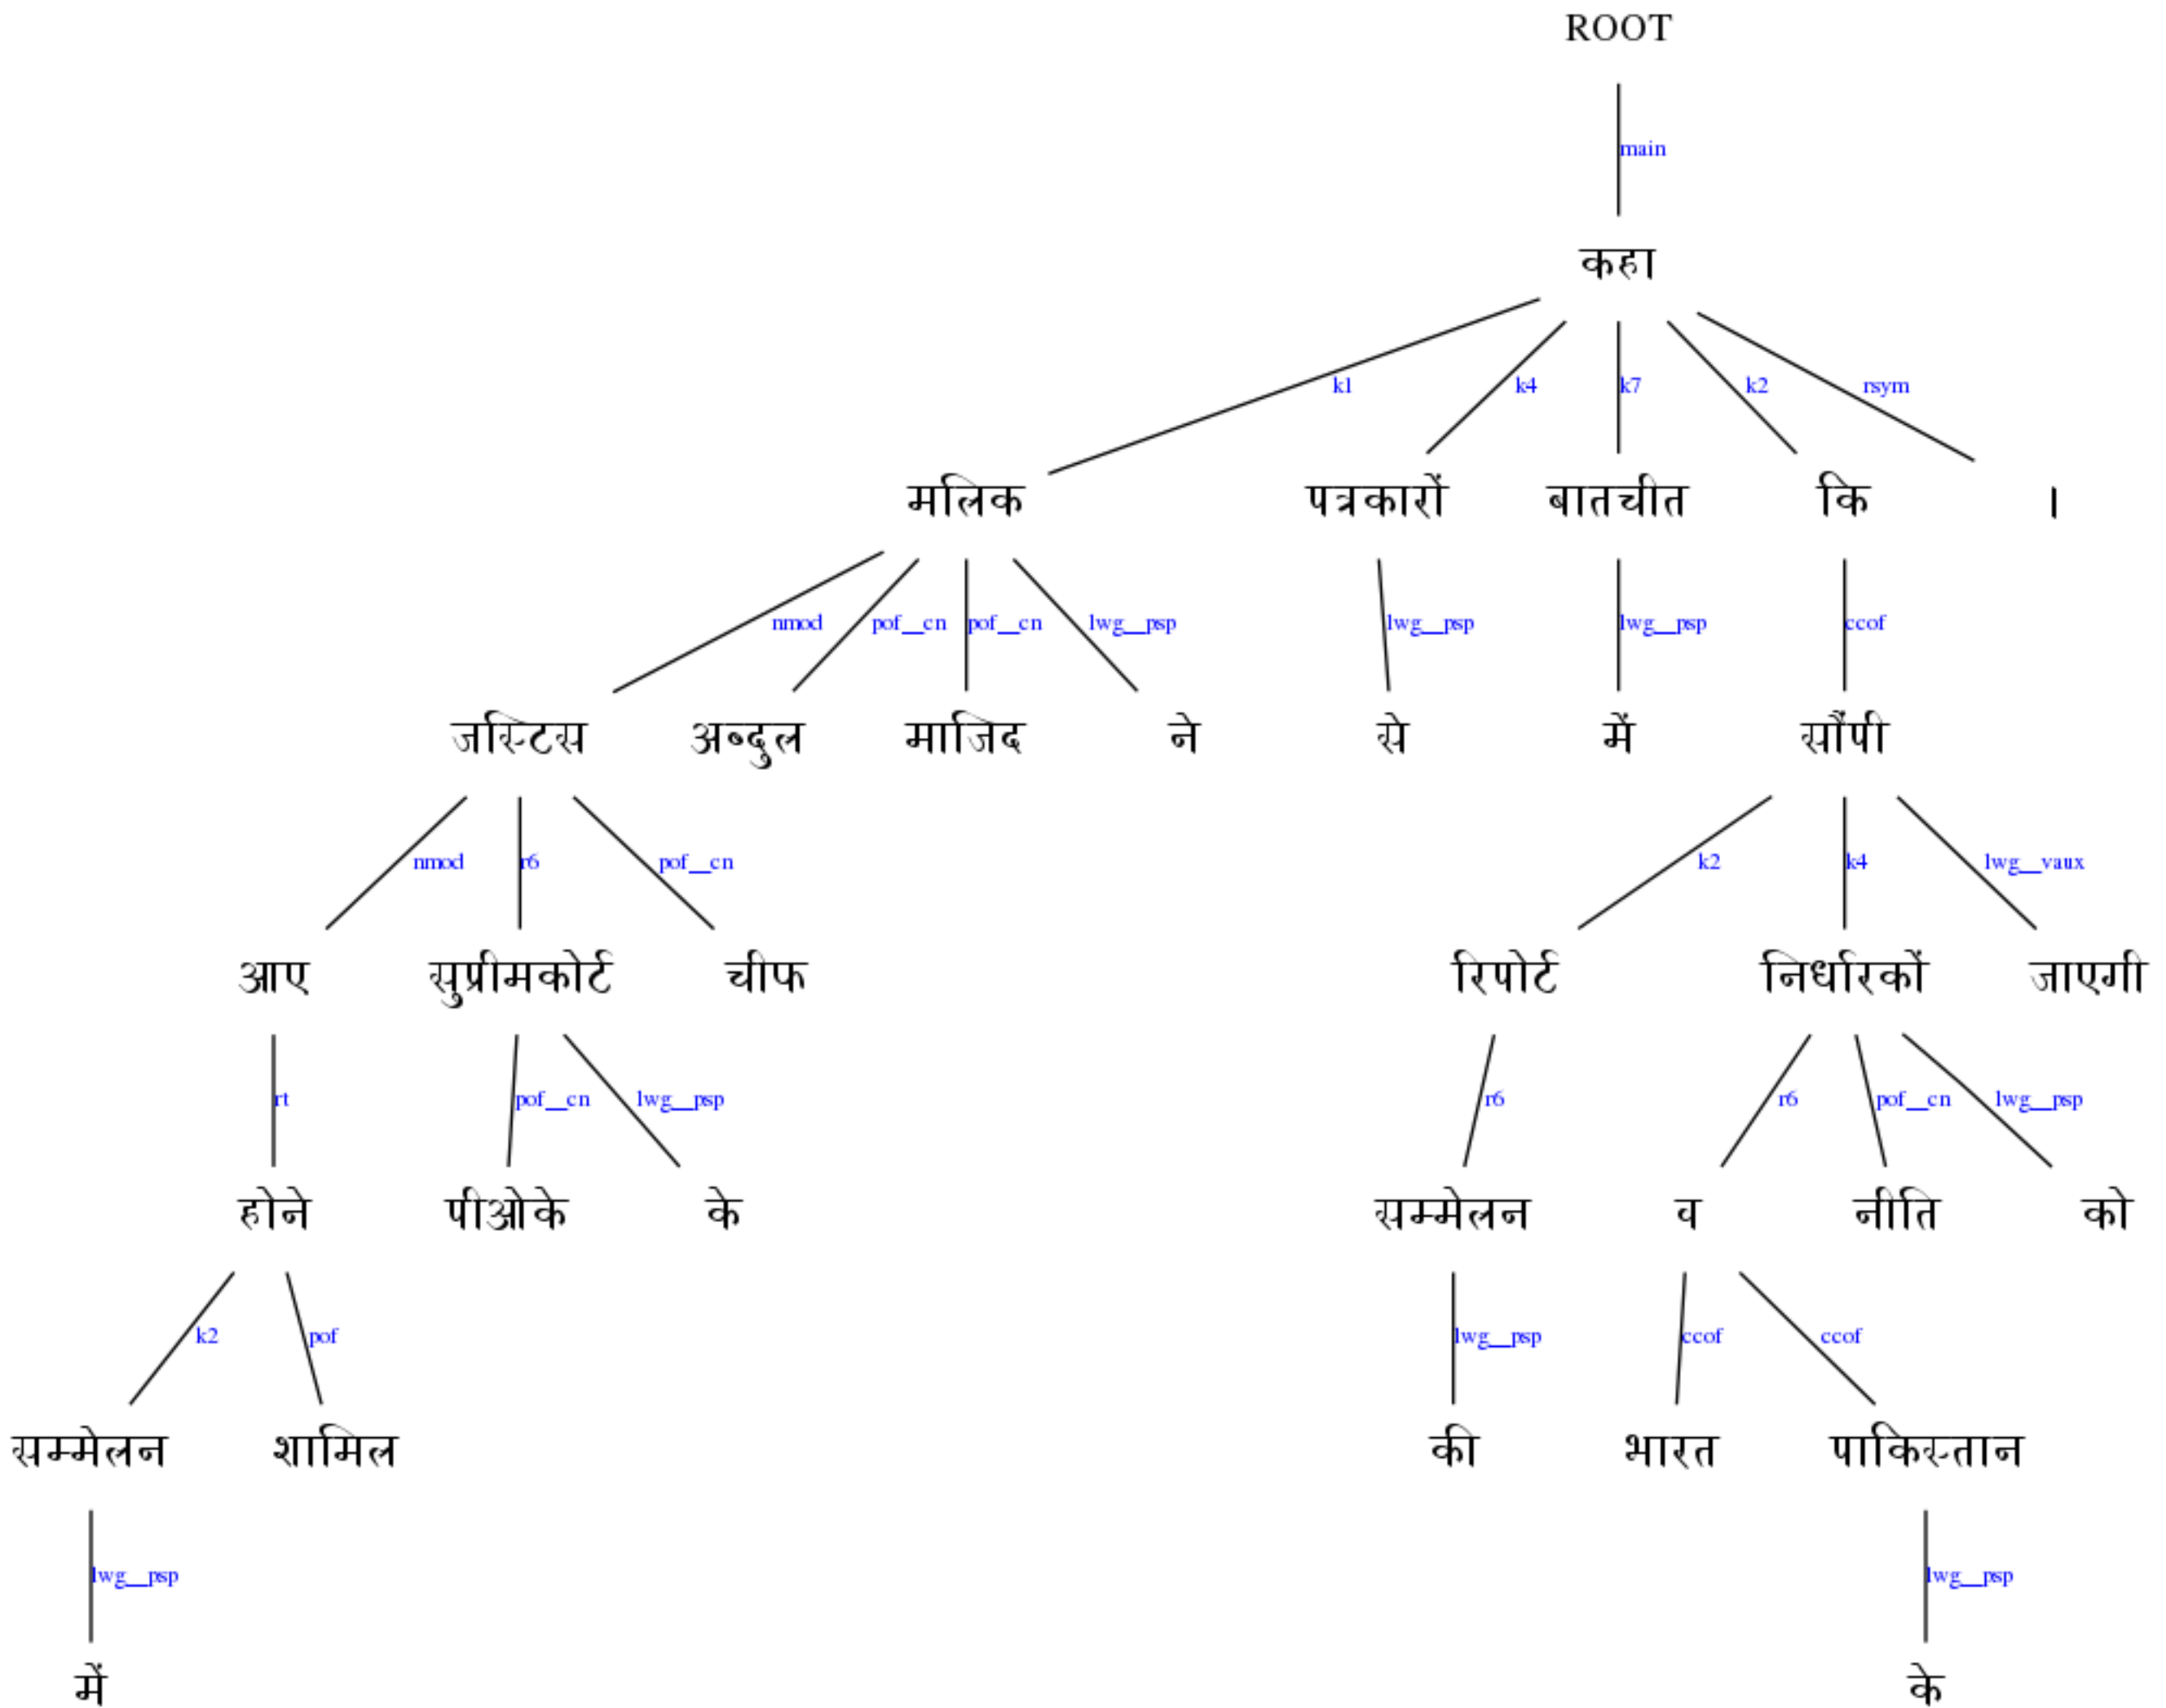 ROOT
main
कहा
k1 k4 k7 k2 rsym
मलिक पत्रकारों बातचीत कि ।
nmod pof__cn pof__cn lwg__psp lwg__psp lwg__psp ccof
जस्टिस अब्दुल माजिद ने से में सौंपी
nmod r6 pof__cn k2 k4 lwg__vaux
आए सुप्रीमकोर्ट चीफ रिपोर्ट निर्धारकों जाएगी
rt pof__cn lwg__psp r6 r6 pof__cn lwg__psp
होने पीओके के सम्मेलन व नीति को
k2 pof lwg__psp ccof ccof
सम्मेलन शामिल की भारत पाकिस्तान
lwg__psp lwg__psp
में के